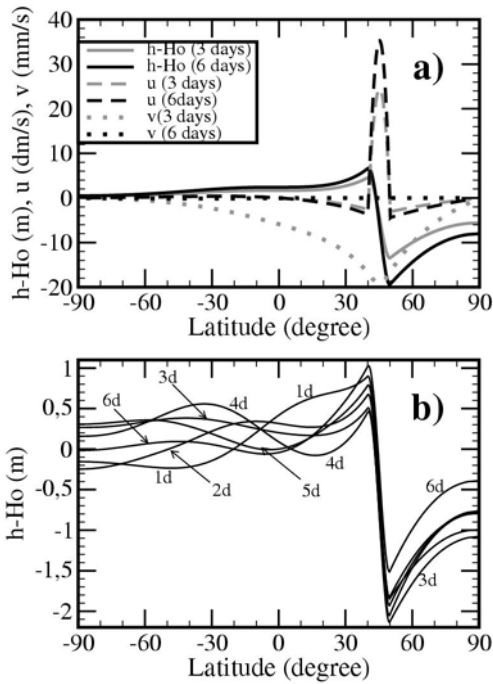 h-Ho (m), u (dm/s), v (mm/s)
40
30
20
10
0
-10
-20
h-Ho (3 days)
h-Ho (6 days)
u (3 days)
u (6days)
v(3 days)
v (6 days)
a)
-90 -60 -30 0 30 60 90
Latitude (degree)
h-Ho (m)
1
0.5
0
-0.5
-1
-1.5
-2
b)
3d
4d
1d
6d
1d
2d
5d
4d
6d
3d
-90 -60 -30 0 30 60 90
Latitude (degree)